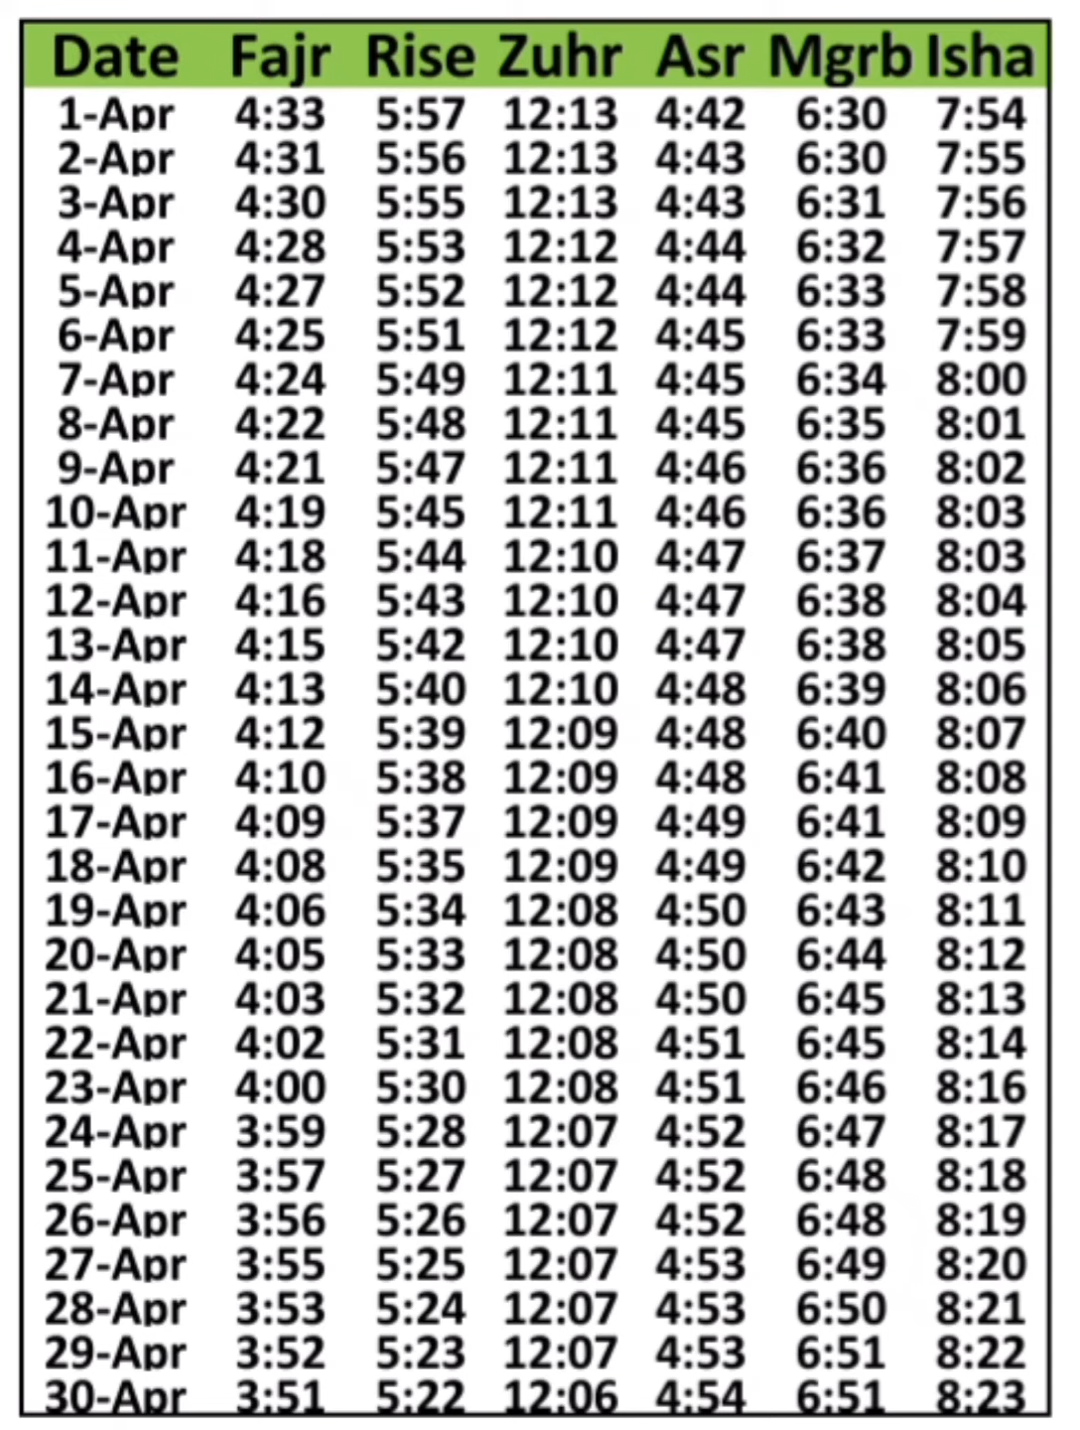 Date Fajr Rise Zuhr Asr Mgrb Isha
1-Apr 4:33 5:57 12:13 4:42 6:30 7:54
2-Apr 4:31 5:56 12:13 4:43 6:30 7:55
3-Apr 4:30 5:55 12:13 4:43 6:31 7:56
4-Apr 4:28 5:53 12:12 4:44 6:32 7:57
5-Apr 4:27 5:52 12:12 4:44 6:33 7:58
6-Apr 4:25 5:51 12:12 4:45 6:33 7:59
7-Apr 4:24 5:49 12:11 4:45 6:34 8:00
8-Apr 4:22 5:48 12:11 4:45 6:35 8:01
9-Apr 4:21 5:47 12:11 4:46 6:36 8:02
10-Apr 4:19 5:45 12:11 4:46 6:36 8:03
11-Apr 4:18 5:44 12:10 4:47 6:37 8:03
12-Apr 4:16 5:43 12:10 4:47 6:38 8:04
13-Apr 4:15 5:42 12:10 4:47 6:38 8:05
14-Apr 4:13 5:40 12:10 4:48 6:39 8:06
15-Apr 4:12 5:39 12:09 4:48 6:40 8:07
16-Apr 4:10 5:38 12:09 4:48 6:41 8:08
17-Apr 4:09 5:37 12:09 4:49 6:41 8:09
18-Apr 4:08 5:35 12:09 4:49 6:42 8:10
19-Apr 4:06 5:34 12:08 4:50 6:43 8:11
20-Apr 4:05 5:33 12:08 4:50 6:44 8:12
21-Apr 4:03 5:32 12:08 4:50 6:45 8:13
22-Apr 4:02 5:31 12:08 4:51 6:45 8:14
23-Apr 4:00 5:30 12:08 4:51 6:46 8:16
24-Apr 3:59 5:28 12:07 4:52 6:47 8:17
25-Apr 3:57 5:27 12:07 4:52 6:48 8:18
26-Apr 3:56 5:26 12:07 4:52 6:48 8:19
27-Apr 3:55 5:25 12:07 4:53 6:49 8:20
28-Apr 3:53 5:24 12:07 4:53 6:50 8:21
29-Apr 3:52 5:23 12:07 4:53 6:51 8:22
30-Apr 3:51 5:22 12:06 4:54 6:51 8:23